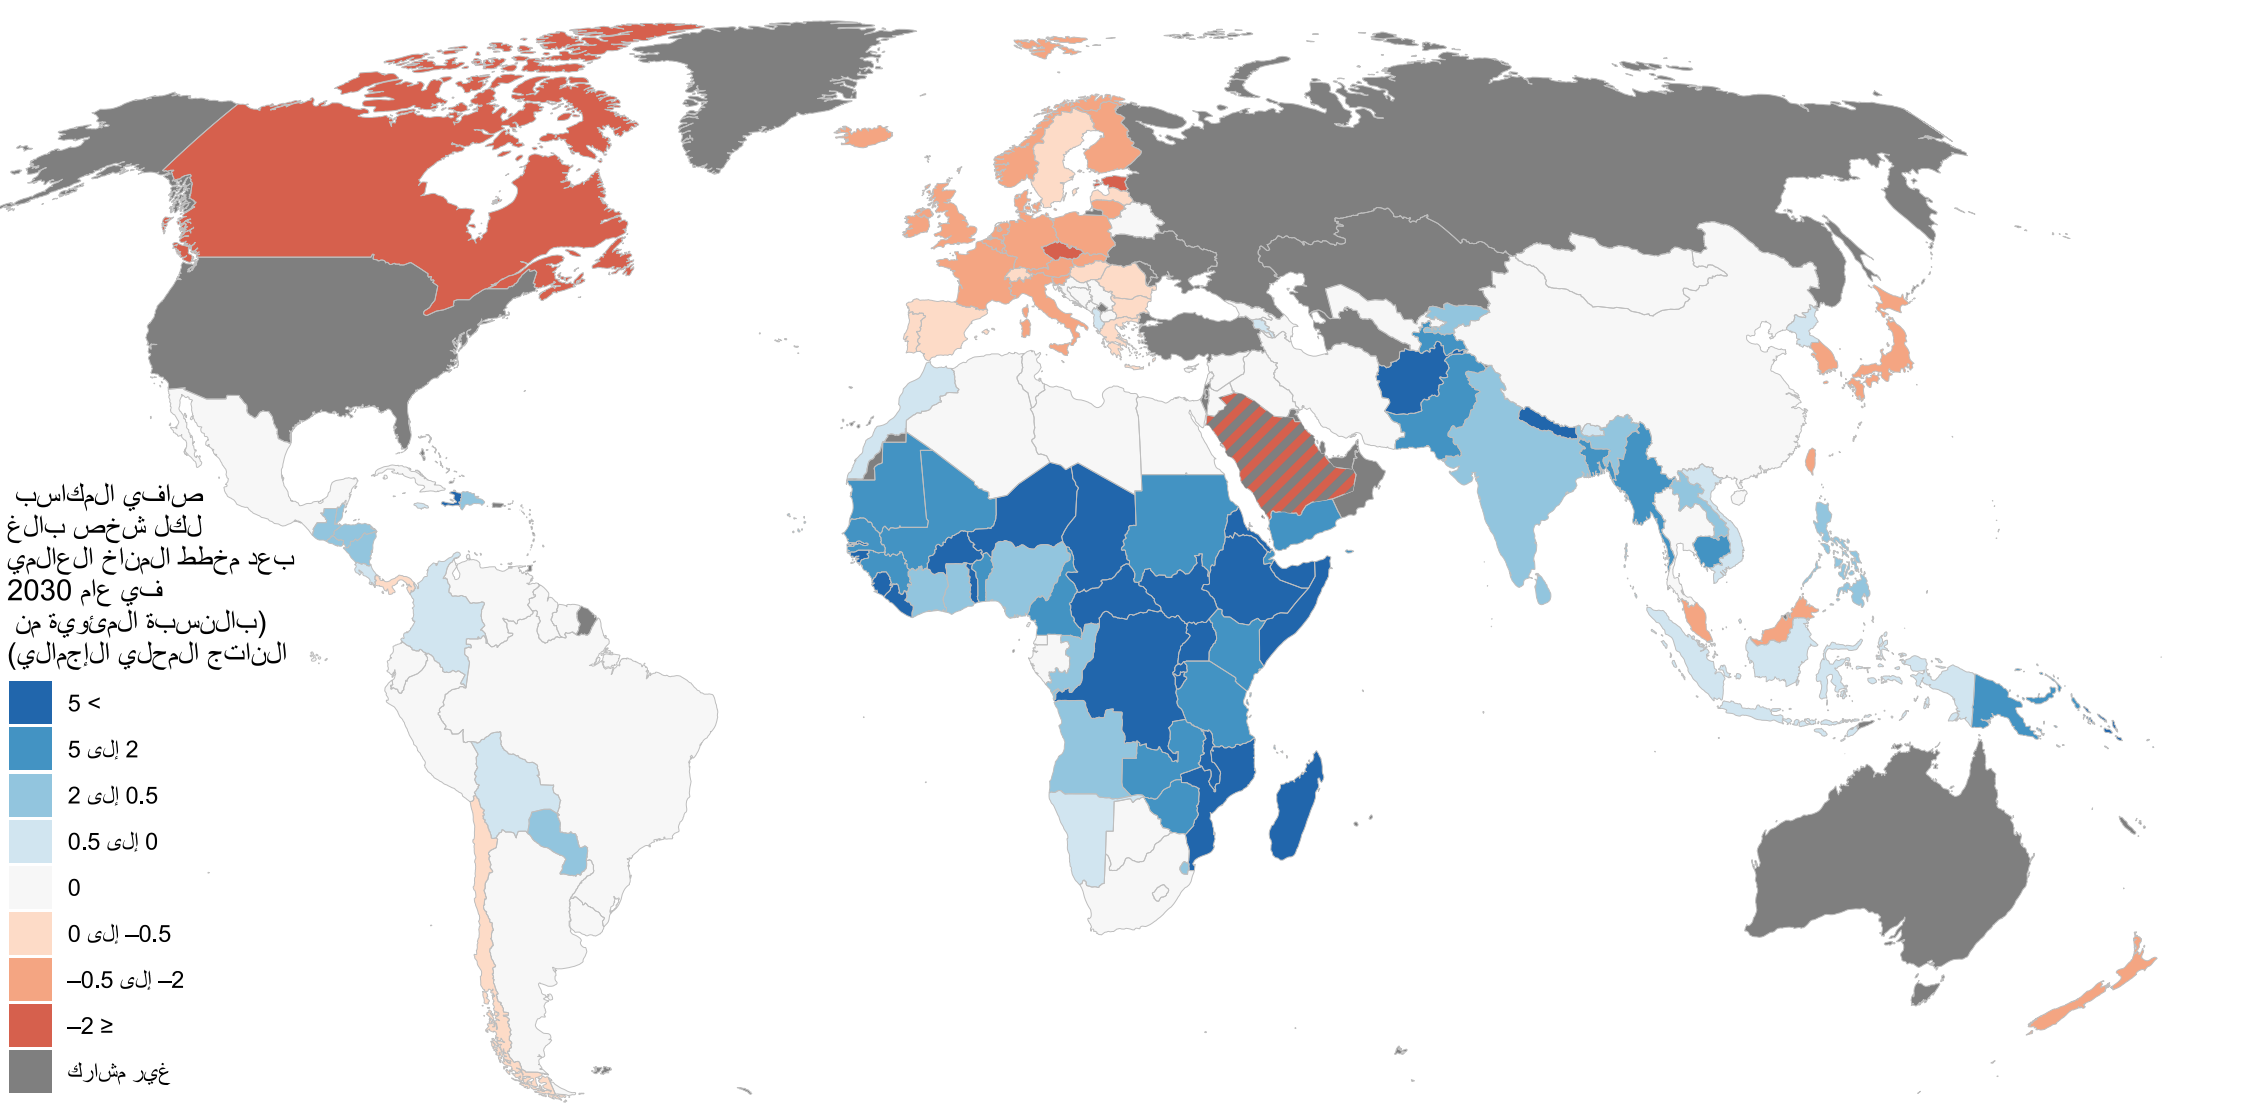 صافي المكاسب
لكل شخص بالغ
بعد مخطط المناخ العالمي
في عام 2030
(بالنسبة المئوية من
الناتج المحلي الإجمالي)
5 <
2 إلى 5
0.5 إلى 2
0 إلى 0.5
0
–0.5 إلى 0
–2 إلى –0.5
≤ –2
غير مشارك